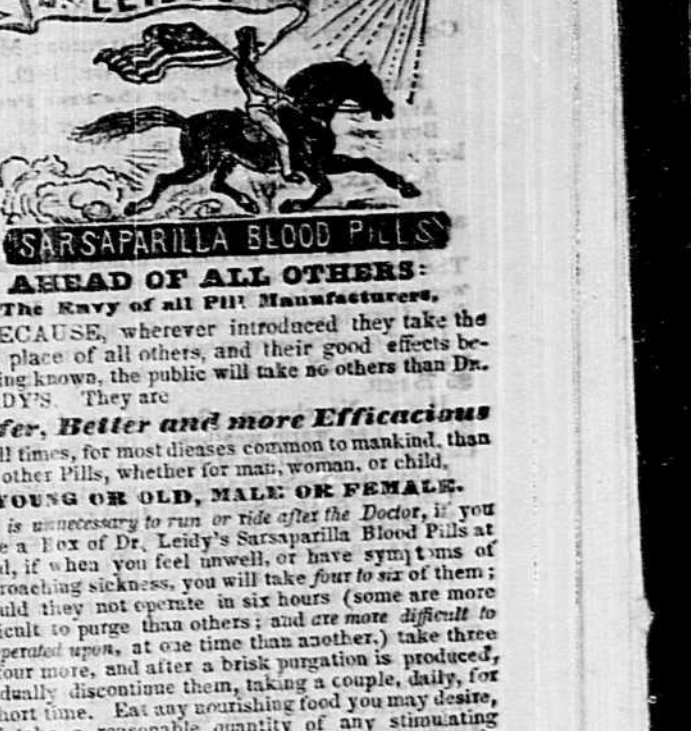 SARSAPARILLA BLOOD PILLS
AHEAD OF ALL OTHERS:
The Envy of all Pill Manufacturers,
ECAUSE, wherever introduced they take the
place of all others, and their good effects be-
ing known, the public will take no others than Dr.
DY'S. They are
fer, Better and more Efficacious
ll times, for most dieases common to mankind, than
other Pills, whether for man, woman, or child,
YOUNG OR OLD, MALE OR FEMALE.
is unnecessary to run or ride after the Doctor, if you
e a Box of Dr. Leidy's Sarsaparilla Blood Pills at
d, if when you feel unwell, or have symptoms of
roaching sickness, you will take four to six of them;
uld they not operate in six hours (some are more
icult to purge than others; and are more difficult to
perated upon, at one time than another,) take three
four more, and after a brisk purgation is produced,
dually discontinue them, taking a couple, daily, for
hort time. Eat any nourishing food you may desire,
take a reasonable quantity of any stimulating